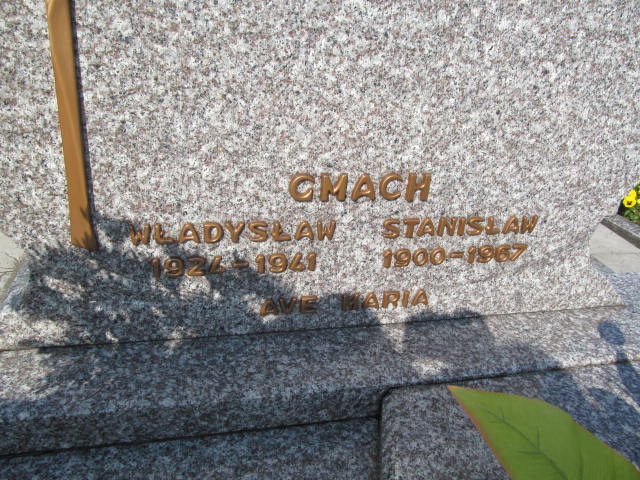 GMACH
WŁADYSŁAW STANISŁAW
1924-1941 1900-1967
AVE MARIA